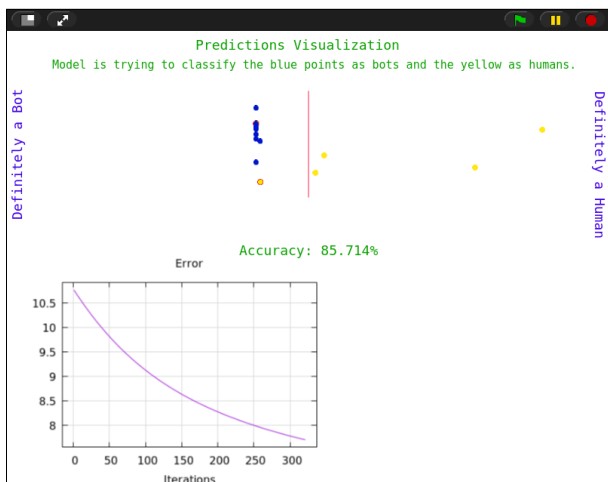 Predictions Visualization
Model is trying to classify the blue points as bots and the yellow as humans.
Definitely a Bot
Definitely a Human
Accuracy: 85.714%
Error
10.5
10
9.5
9
8.5
8
0 50 100 150 200 250 300
Iterations